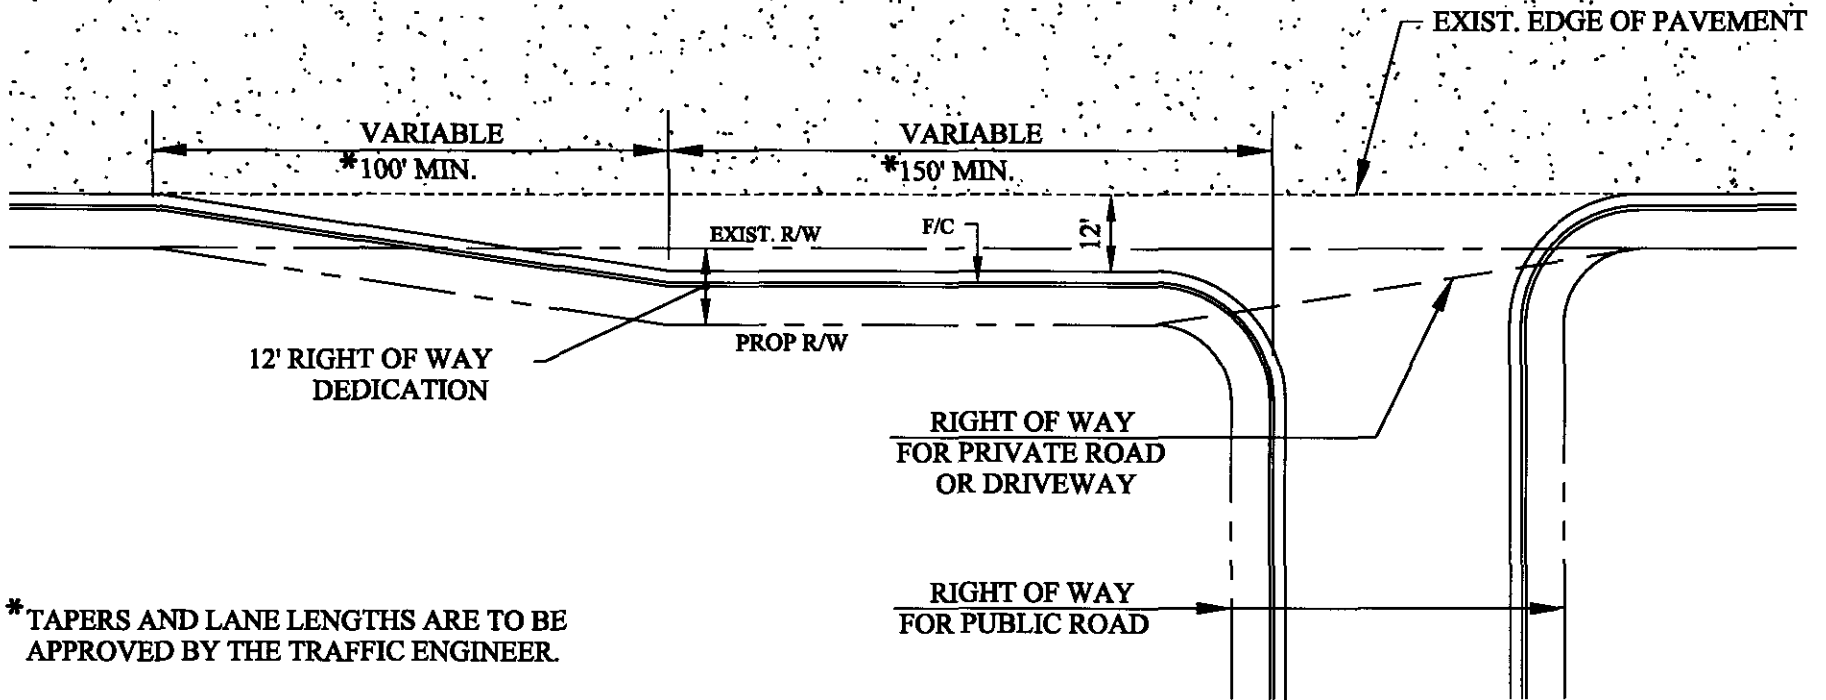 EXIST. EDGE OF PAVEMENT
VARIABLE
*100' MIN.
VARIABLE
*150' MIN.
EXIST. R/W
F/C
12'
PROP R/W
12' RIGHT OF WAY
DEDICATION
RIGHT OF WAY
FOR PRIVATE ROAD
OR DRIVEWAY
RIGHT OF WAY
FOR PUBLIC ROAD
*TAPERS AND LANE LENGTHS ARE TO BE
APPROVED BY THE TRAFFIC ENGINEER.